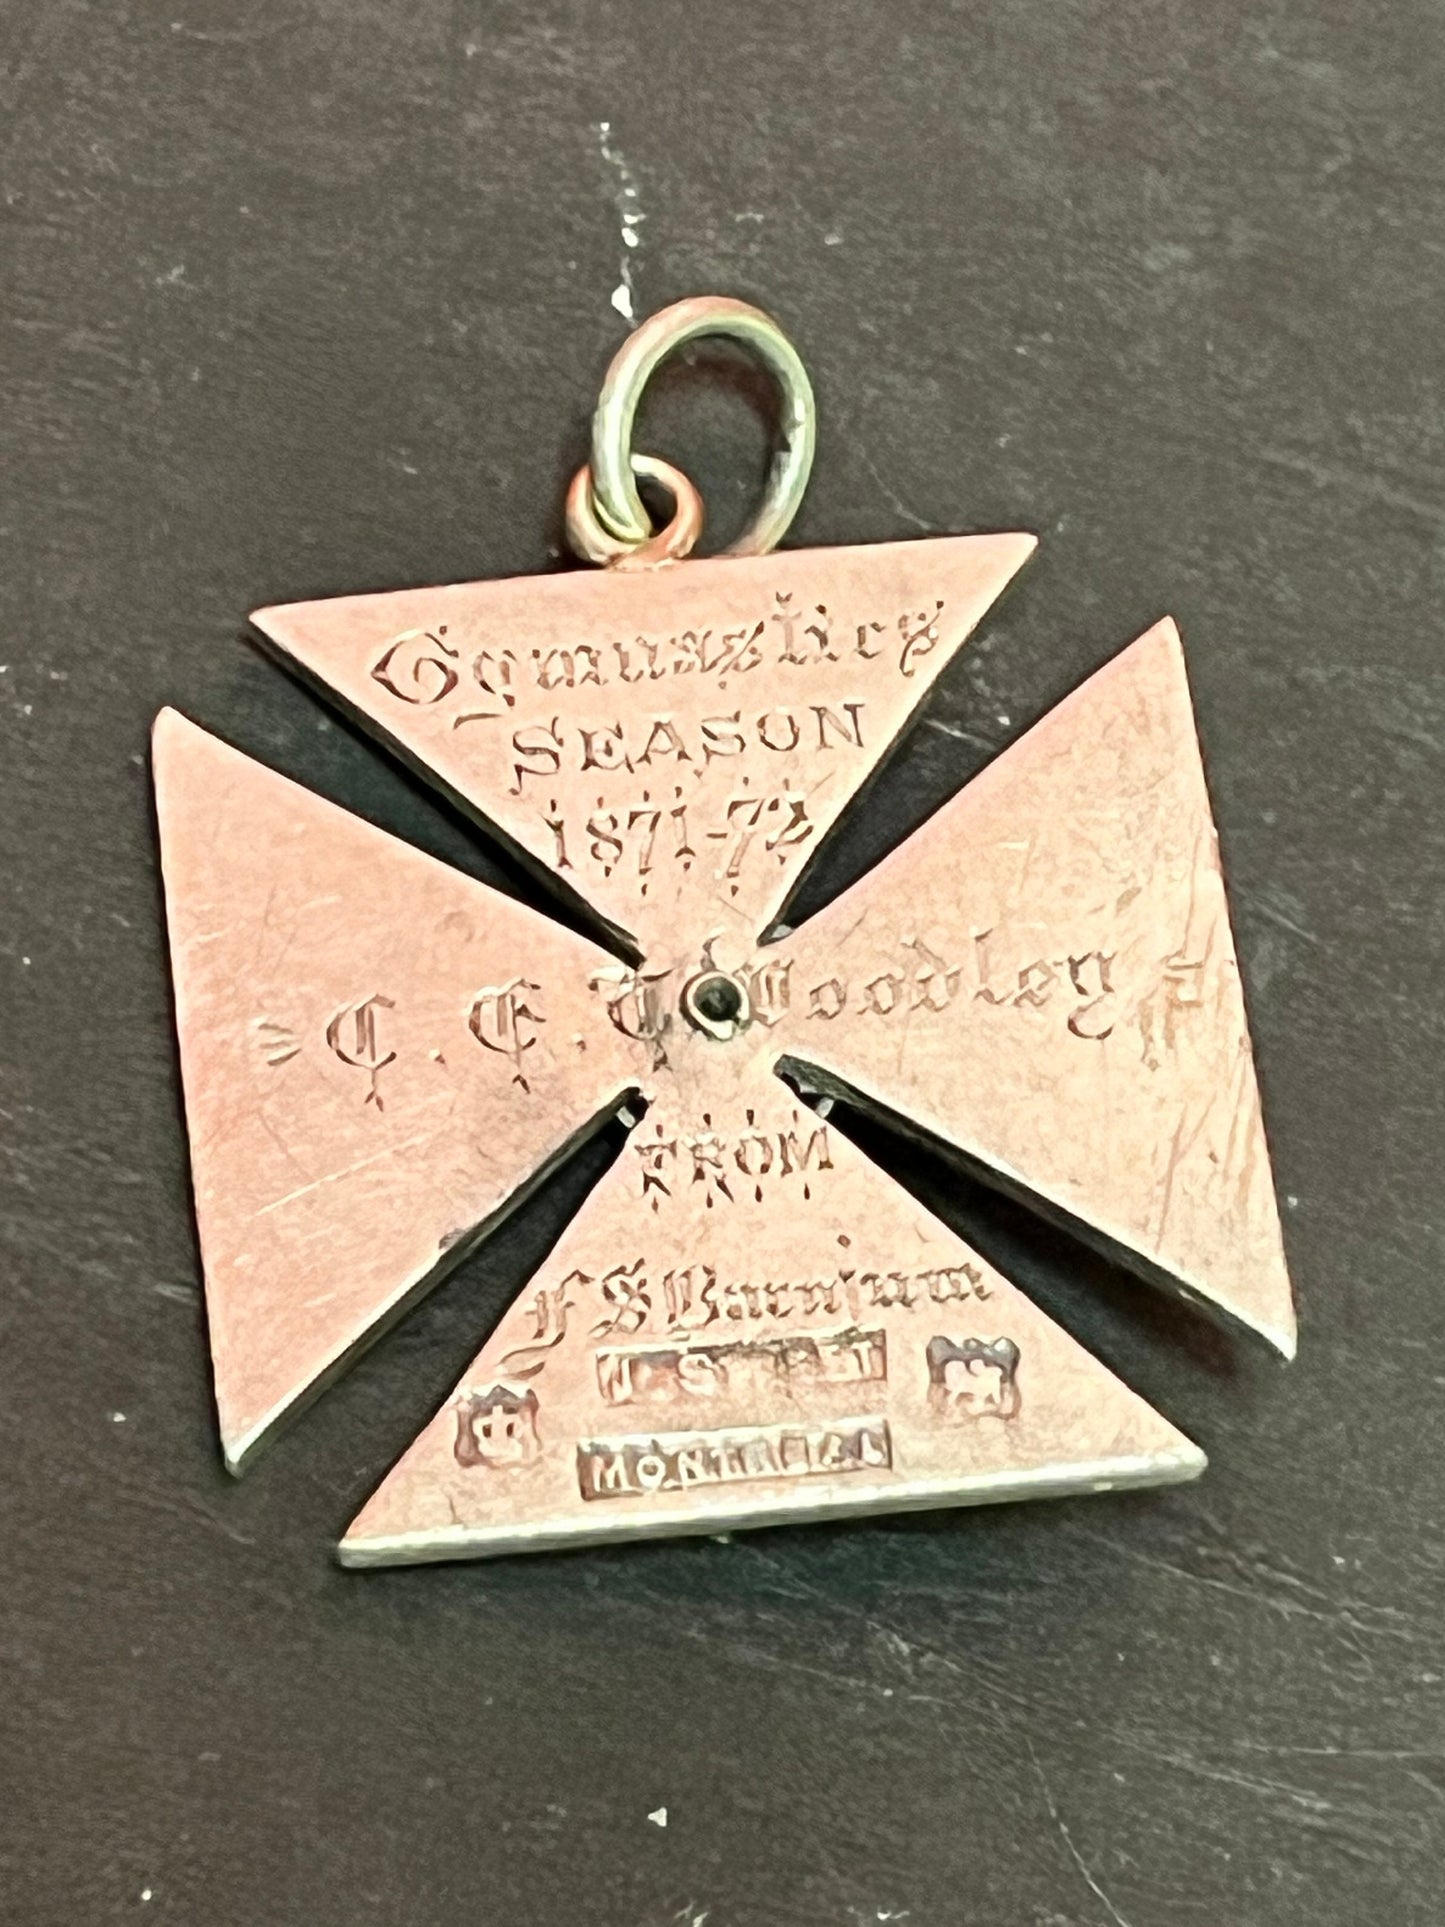 Gymnastics
SEASON
1871-72
C. E. T. Woodley
FROM
F S Barnjum
MONTREAL